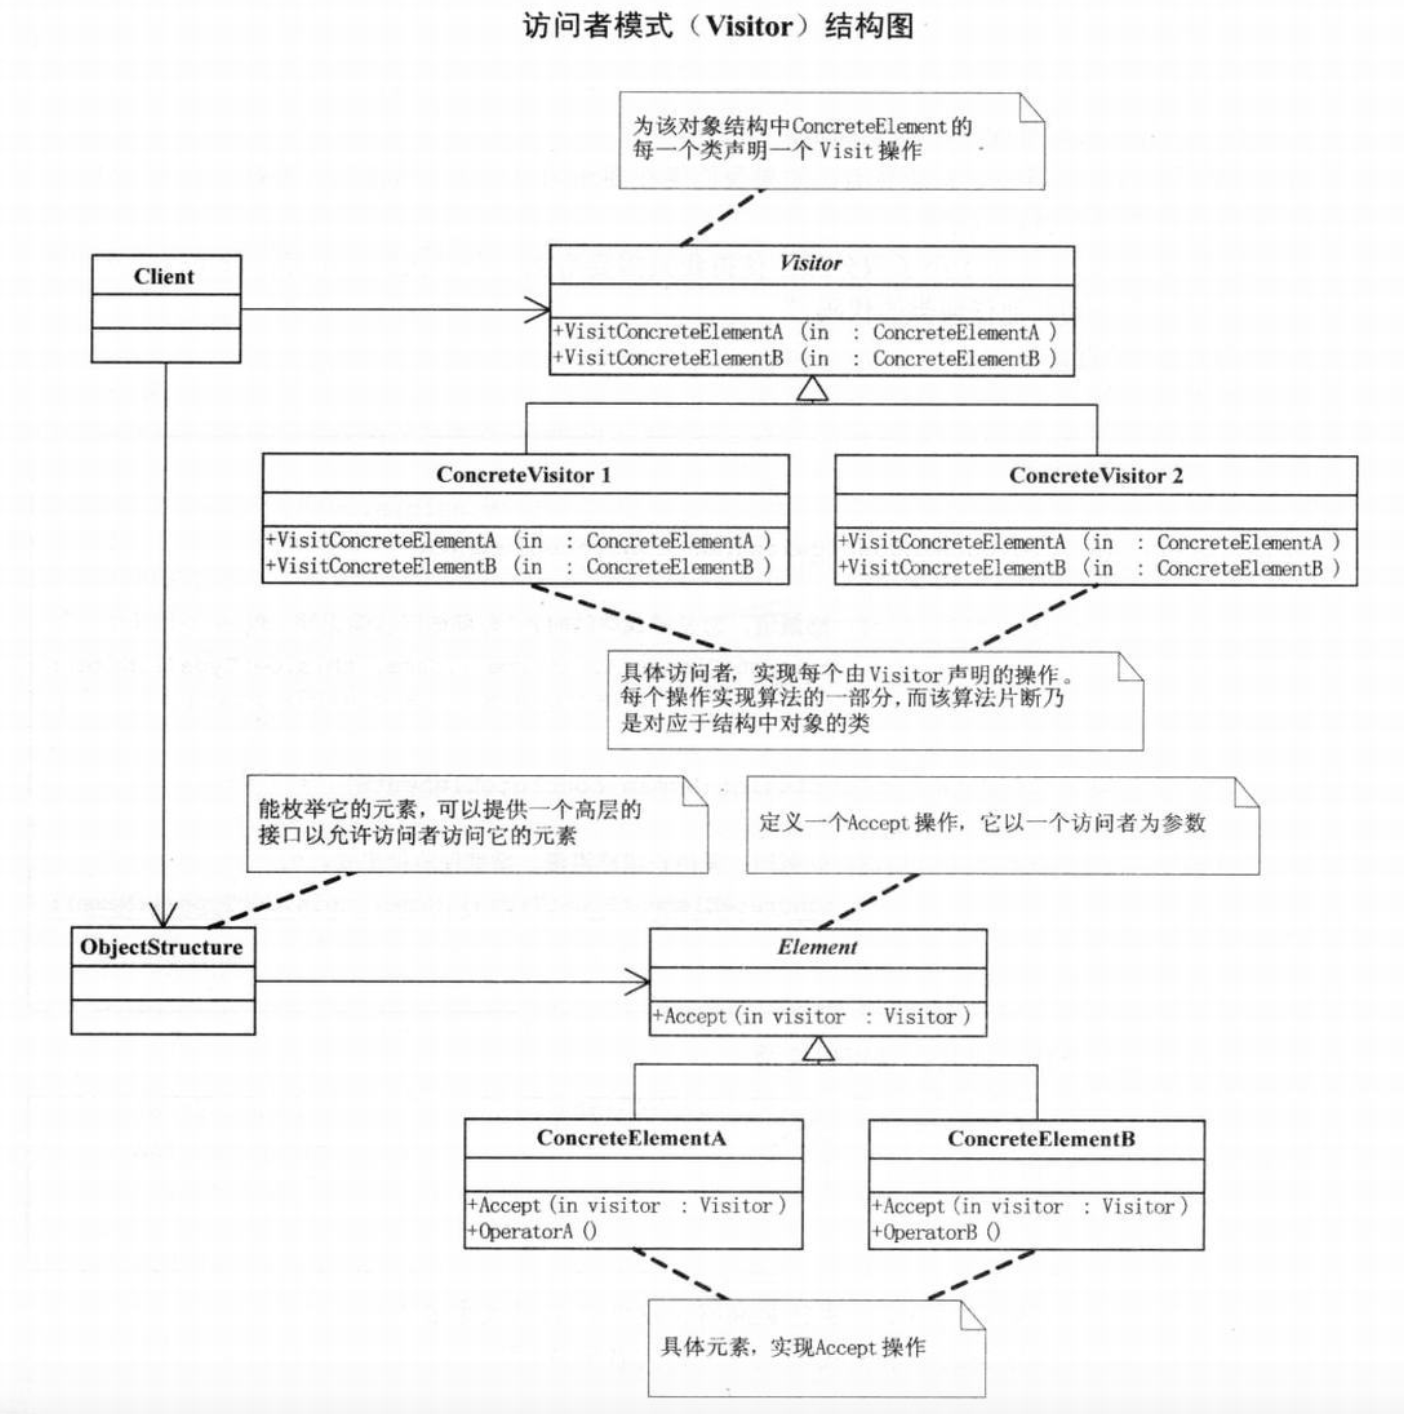 访问者模式（Visitor）结构图
为该对象结构中ConcreteElement的
每一个类声明一个 Visit 操作
Client
Visitor
+VisitConcreteElementA (in : ConcreteElementA )
+VisitConcreteElementB (in : ConcreteElementB )
ConcreteVisitor 1
+VisitConcreteElementA (in : ConcreteElementA )
+VisitConcreteElementB (in : ConcreteElementB )
ConcreteVisitor 2
+VisitConcreteElementA (in : ConcreteElementA )
+VisitConcreteElementB (in : ConcreteElementB )
具体访问者，实现每个由Visitor声明的操作。
每个操作实现算法的一部分，而该算法片断乃
是对应于结构中对象的类
能枚举它的元素，可以提供一个高层的
接口以允许访问者访问它的元素
定义一个Accept 操作，它以一个访问者为参数
ObjectStructure
Element
+Accept (in visitor : Visitor )
ConcreteElementA
+Accept (in visitor : Visitor )
+OperatorA ()
ConcreteElementB
+Accept (in visitor : Visitor )
+OperatorB ()
具体元素，实现Accept 操作